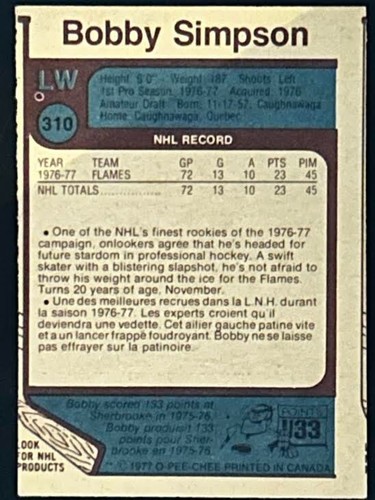 Bobby Simpson
LW
Height 6'0" Weight 187 Shoots Left
1st Pro Season: 1976-77 Acquired: 1976
Amateur Draft Born: 11-17-57, Caughnawaga
Home: Caughnawaga, Quebec
310
NHL RECORD
YEAR TEAM GP G A PTS PIM
1976-77 FLAMES 72 13 10 23 45
NHL TOTALS................ 72 13 10 23 45
• One of the NHL's finest rookies of the 1976-77
campaign, onlookers agree that he's headed for
future stardom in professional hockey. A swift
skater with a blistering slapshot, he's not afraid to
throw his weight around the ice for the Flames.
Turns 20 years of age, November.
• Une des meilleures recrues dans la L.N.H. durant
la saison 1976-77. Les experts croient qu'il
deviendra une vedette. Cet ailier gauche patine vite
et a un lancer frappé foudroyant. Bobby ne se laisse
pas effrayer sur la patinoire.
Bobby scored 133 points at
Sherbrooke in 1975-76.
Bobby produisit 133
points pour Sher-
brooke en 1975-
76.
POINTS
133
LOOK
FOR NHL
PRODUCTS
© 1977 O-PEE-CHEE PRINTED IN CANADA